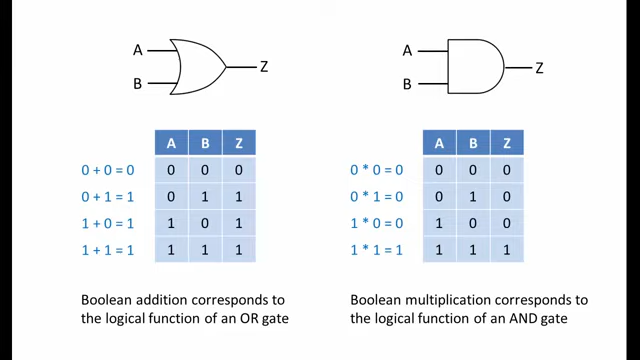 A
B
Z
A
B
Z
A B Z
0 + 0 = 0 0 0 0
0 + 1 = 1 0 1 1
1 + 0 = 1 1 0 1
1 + 1 = 1 1 1 1
Boolean addition corresponds to
the logical function of an OR gate
A B Z
0 * 0 = 0 0 0 0
0 * 1 = 0 0 1 0
1 * 0 = 0 1 0 0
1 * 1 = 1 1 1 1
Boolean multiplication corresponds to
the logical function of an AND gate